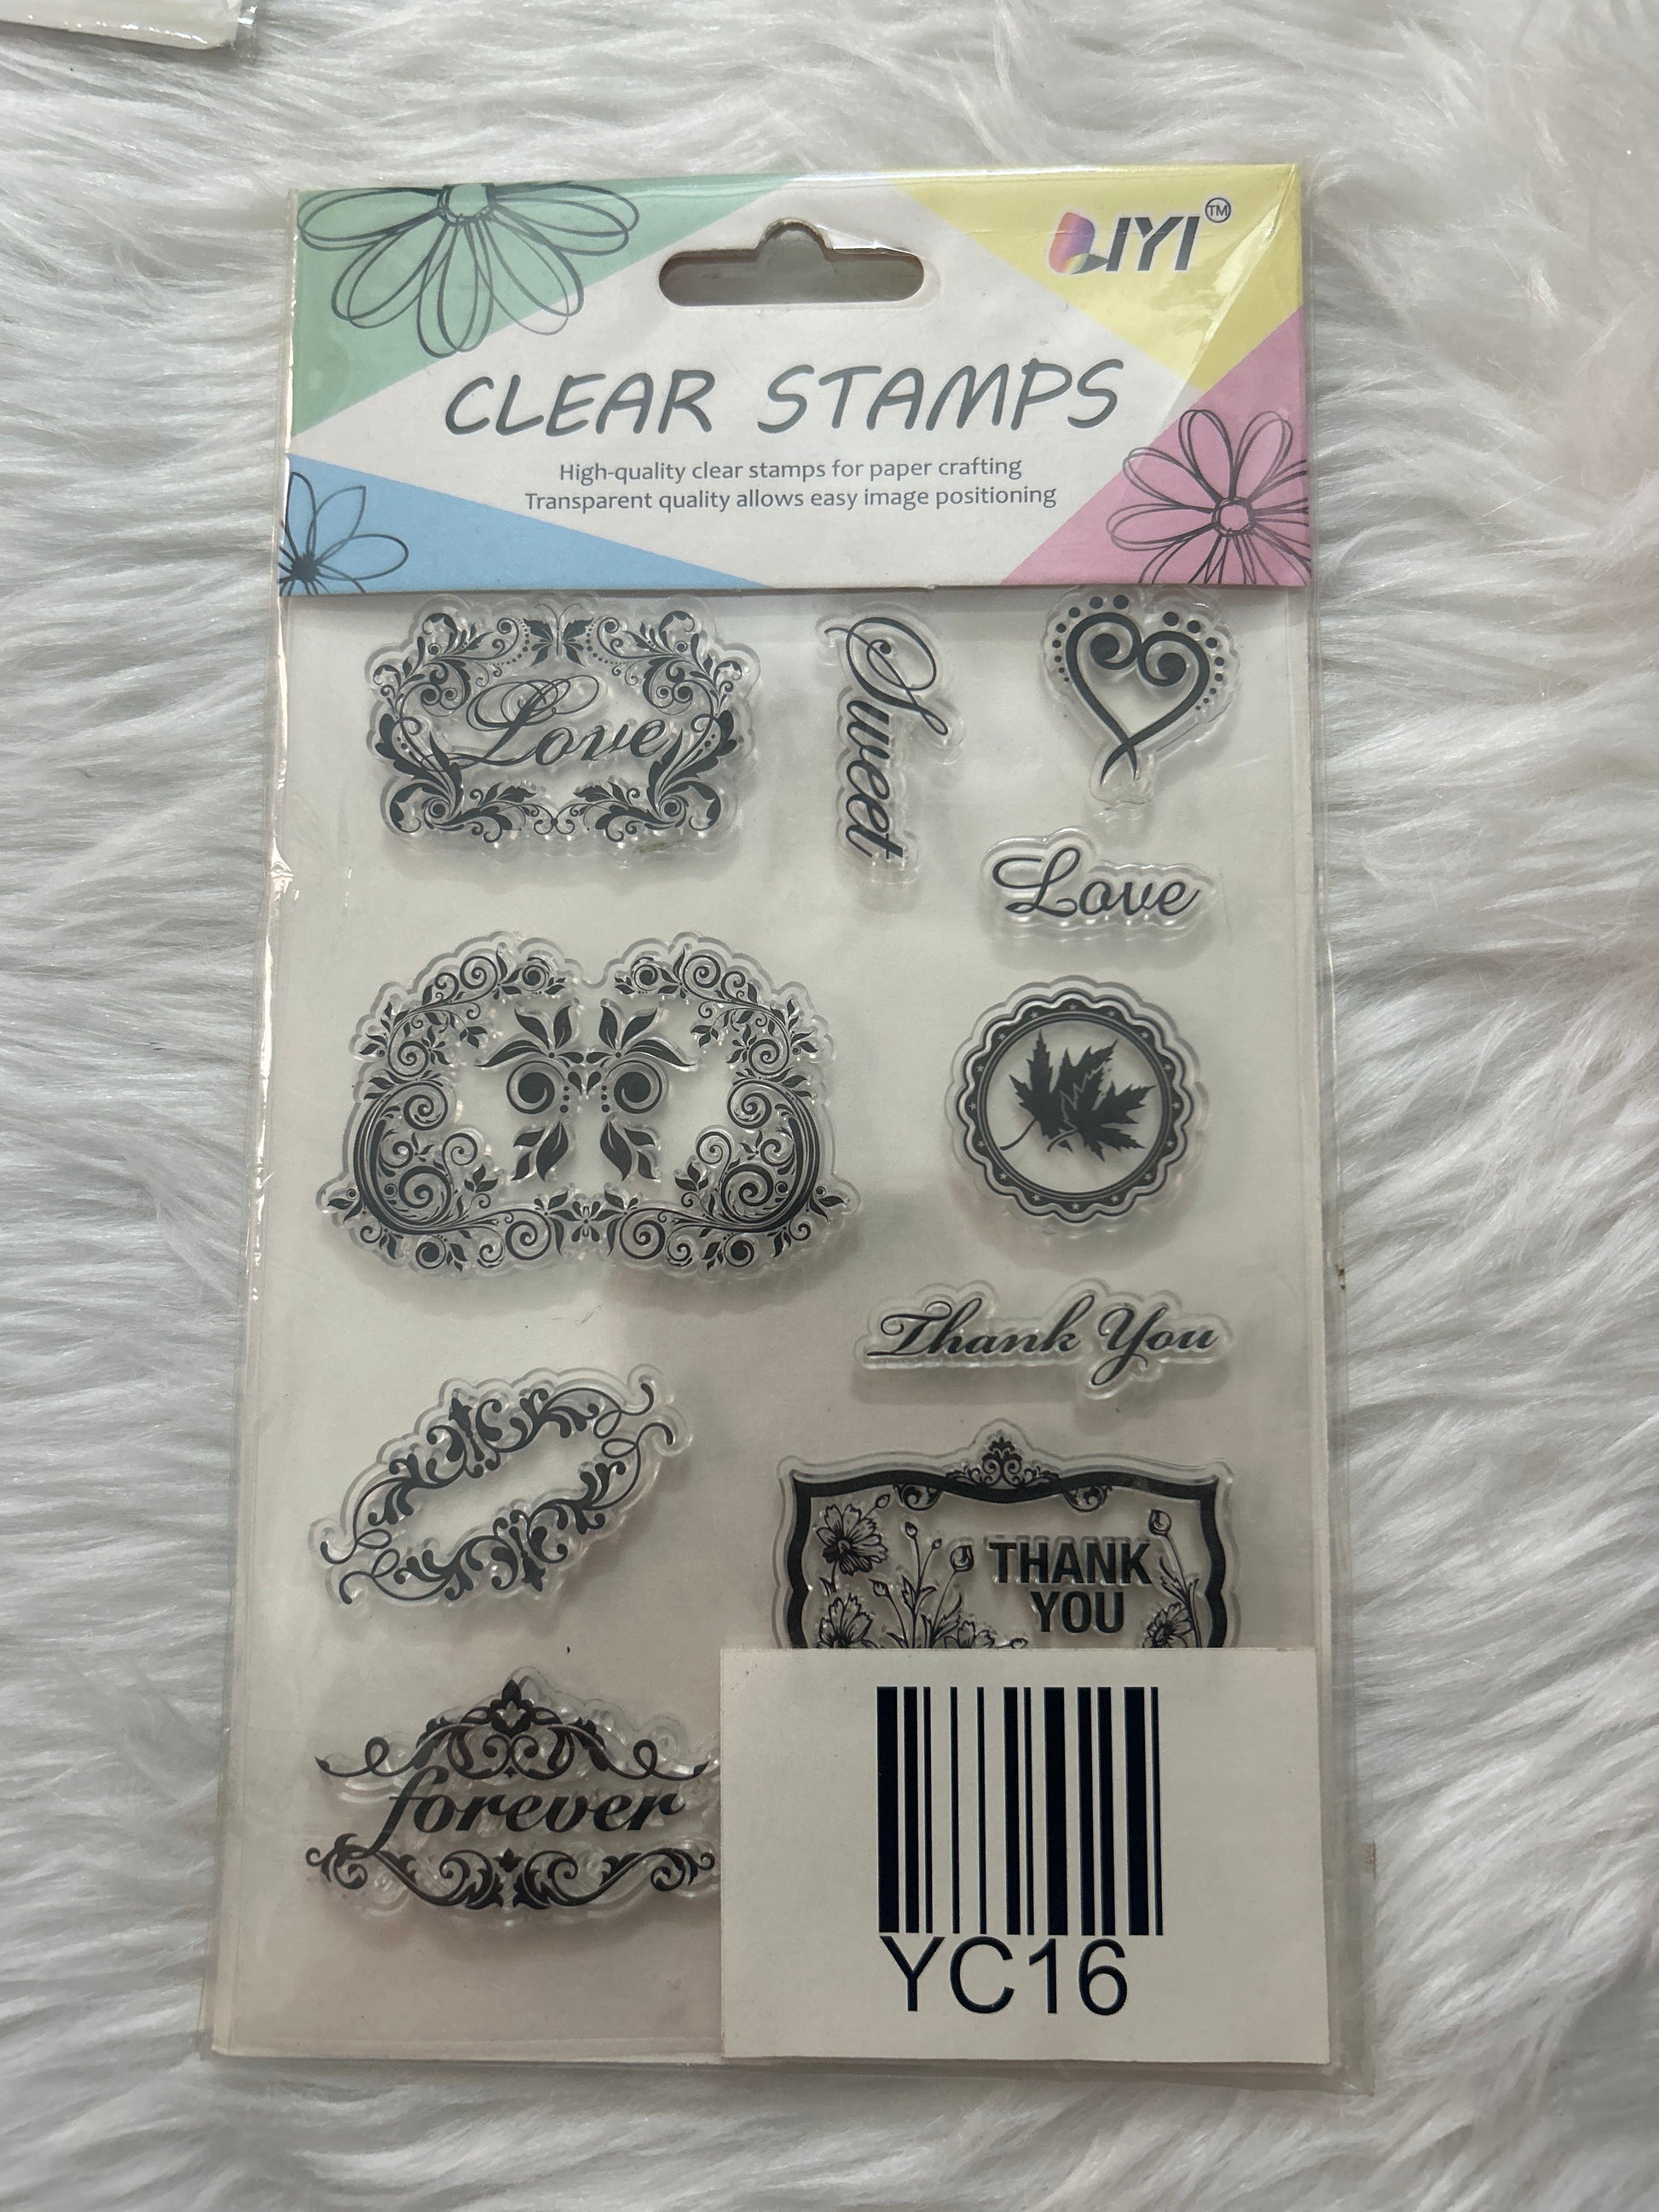 LIYI™
CLEAR STAMPS
High-quality clear stamps for paper crafting
Transparent quality allows easy image positioning
Love
Sweet
Love
Thank You
THANK
YOU
forever
YC16